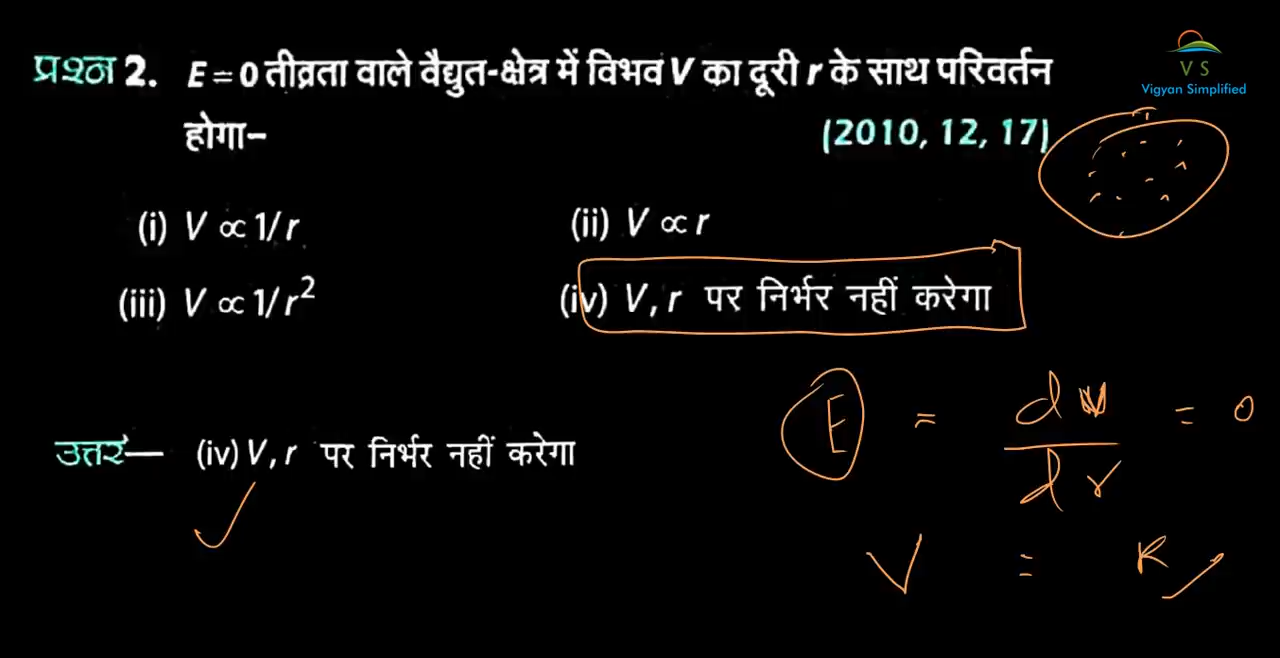 V S
Vigyan Simplified
प्रश्न 2. E = 0 तीव्रता वाले वैद्युत-क्षेत्र में विभव V का दूरी r के साथ परिवर्तन
होगा– (2010, 12, 17)
(i) V ∝ 1/r (ii) V ∝ r
(iii) V ∝ 1/r² (iv) V, r पर निर्भर नहीं करेगा
E = dV/dr = 0
उत्तर— (iv) V, r पर निर्भर नहीं करेगा
V = K